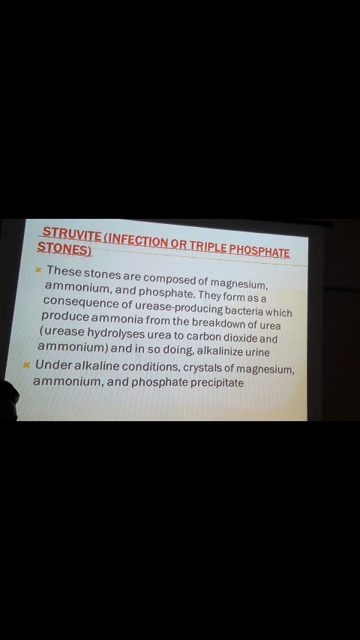 STRUVITE (INFECTION OR TRIPLE PHOSPHATE
STONES)
These stones are composed of magnesium,
ammonium, and phosphate. They form as a
consequence of urease-producing bacteria which
produce ammonia from the breakdown of urea
(urease hydrolyses urea to carbon dioxide and
ammonium) and in so doing, alkalinize urine
Under alkaline conditions, crystals of magnesium,
ammonium, and phosphate precipitate